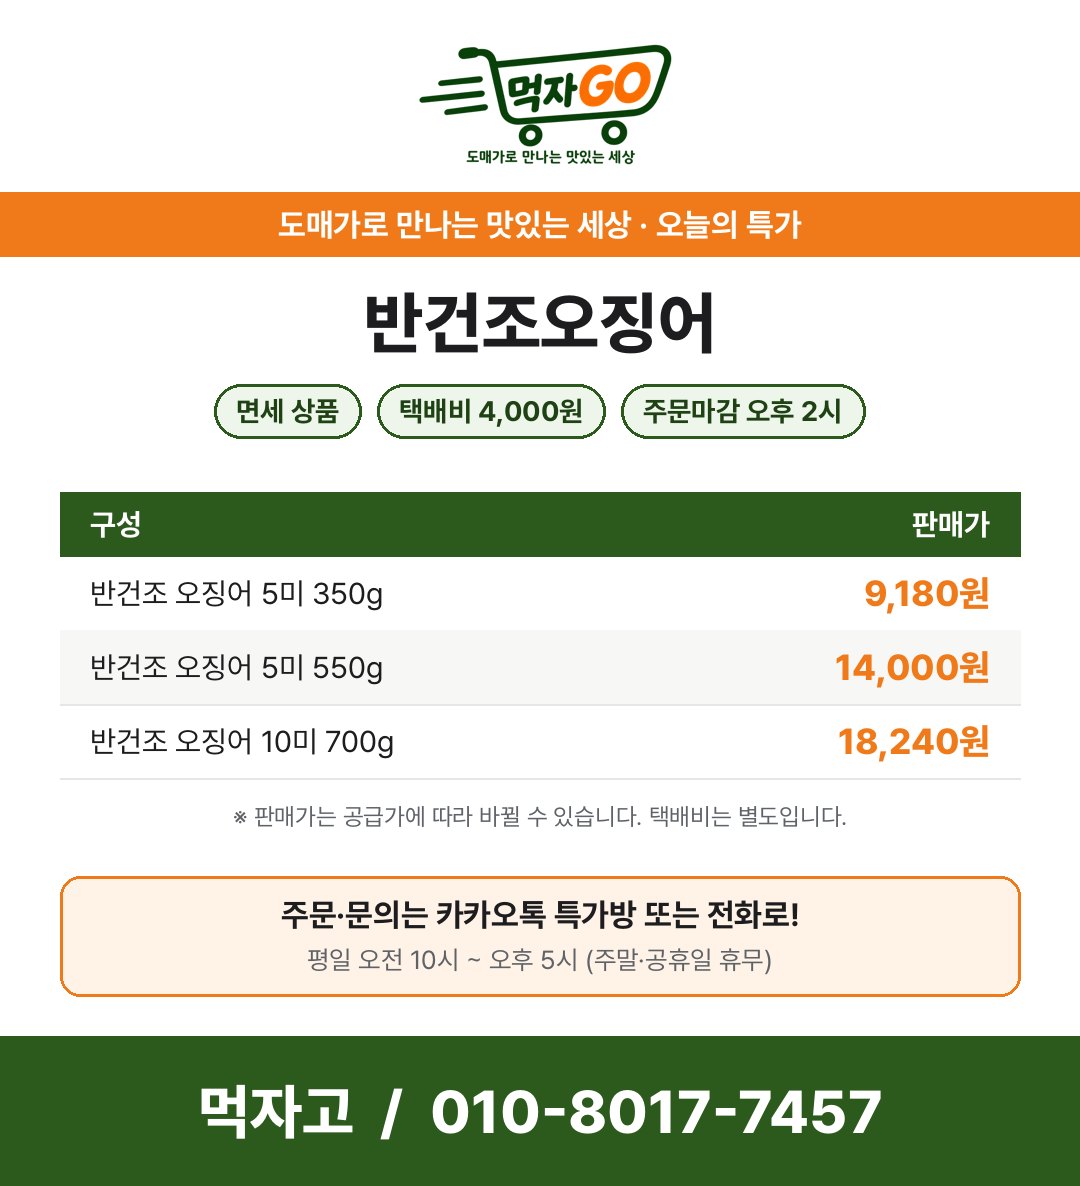 먹자GO
도매가로 만나는 맛있는 세상
도매가로 만나는 맛있는 세상 · 오늘의 특가
반건조오징어
면세 상품 택배비 4,000원 주문마감 오후 2시
구성 판매가
반건조 오징어 5미 350g 9,180원
반건조 오징어 5미 550g 14,000원
반건조 오징어 10미 700g 18,240원
※ 판매가는 공급가에 따라 바뀔 수 있습니다. 택배비는 별도입니다.
주문·문의는 카카오톡 특가방 또는 전화로!
평일 오전 10시 ~ 오후 5시 (주말·공휴일 휴무)
먹자고 / 010-8017-7457